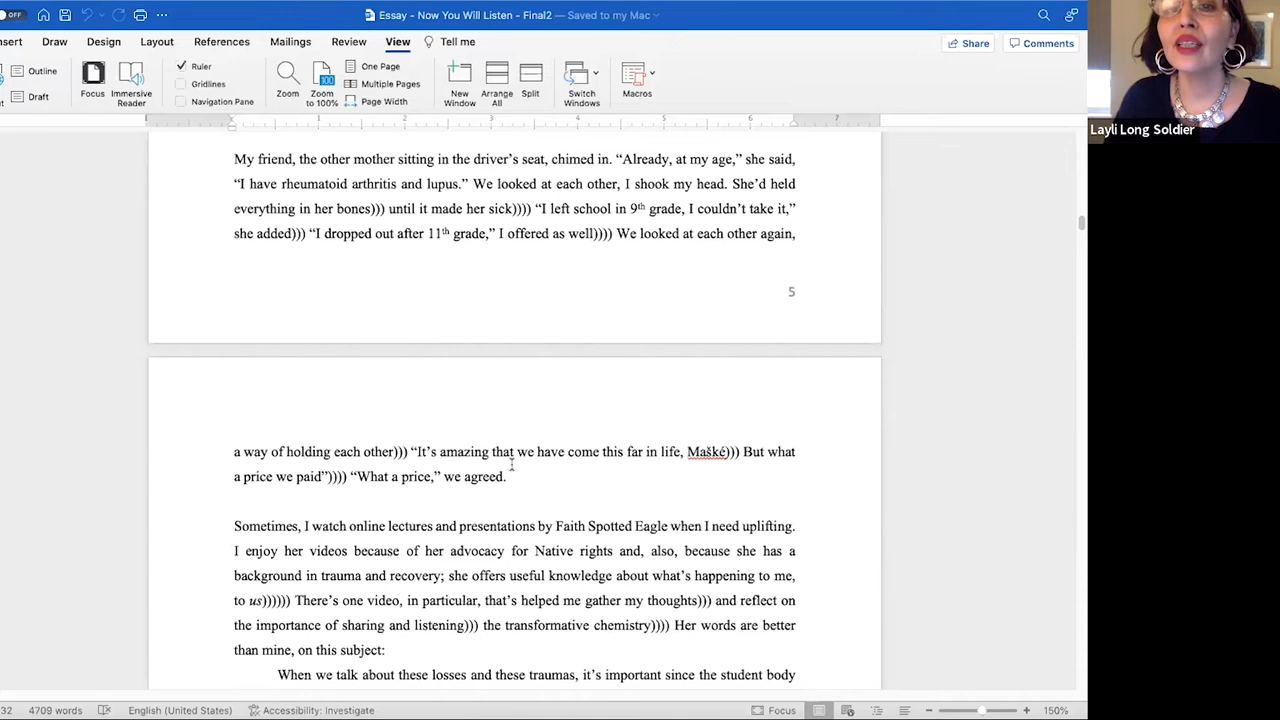 OFF
Essay - Now You Will Listen - Final2 — Saved to my Mac
Draw Design Layout References Mailings Review View Tell me
Share Comments
Outline
Draft
Focus
Immersive Reader
Ruler
Gridlines
Navigation Pane
Zoom
Zoom to 100%
One Page
Multiple Pages
Page Width
New Window
Arrange All
Split
Switch Windows
Macros
1 2 3 4 5 6 7
Layli Long Soldier
My friend, the other mother sitting in the driver's seat, chimed in. “Already, at my age,” she said,
“I have rheumatoid arthritis and lupus.” We looked at each other, I shook my head. She'd held
everything in her bones))) until it made her sick)))) “I left school in 9th grade, I couldn't take it,”
she added))) “I dropped out after 11th grade,” I offered as well)))) We looked at each other again,
5
a way of holding each other))) “It's amazing that we have come this far in life, Mašké))) But what
a price we paid”)))) “What a price,” we agreed.
Sometimes, I watch online lectures and presentations by Faith Spotted Eagle when I need uplifting.
I enjoy her videos because of her advocacy for Native rights and, also, because she has a
background in trauma and recovery; she offers useful knowledge about what's happening to me,
to us)))))) There's one video, in particular, that's helped me gather my thoughts))) and reflect on
the importance of sharing and listening))) the transformative chemistry)))) Her words are better
than mine, on this subject:
When we talk about these losses and these traumas, it's important since the student body
32 4709 words English (United States) Accessibility: Investigate Focus 150%